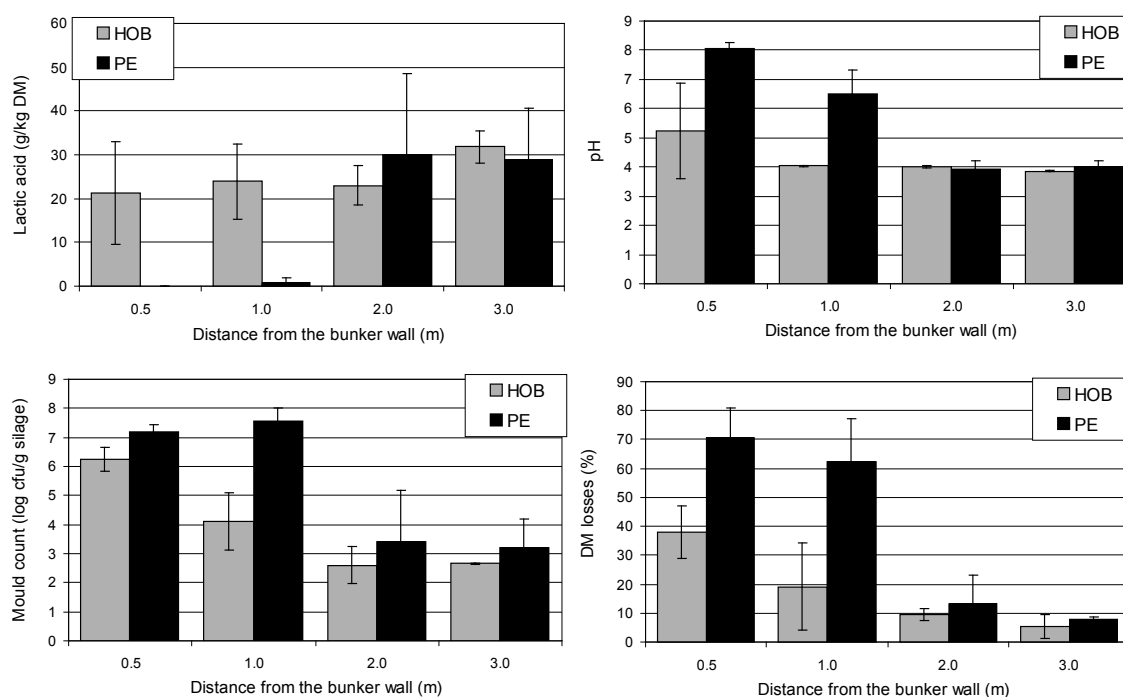 Lactic acid (g/kg DM)
60
50
40
30
20
10
0
HOB
PE
0.5 1.0 2.0 3.0
Distance from the bunker wall (m)
pH
9
8
7
6
5
4
3
2
1
0
HOB
PE
0.5 1.0 2.0 3.0
Distance from the bunker wall (m)
Mould count (log cfu/g silage)
9
8
7
6
5
4
3
2
1
0
HOB
PE
0.5 1.0 2.0 3.0
Distance from the bunker wall (m)
DM losses (%)
90
80
70
60
50
40
30
20
10
0
HOB
PE
0.5 1.0 2.0 3.0
Distance from the bunker wall (m)